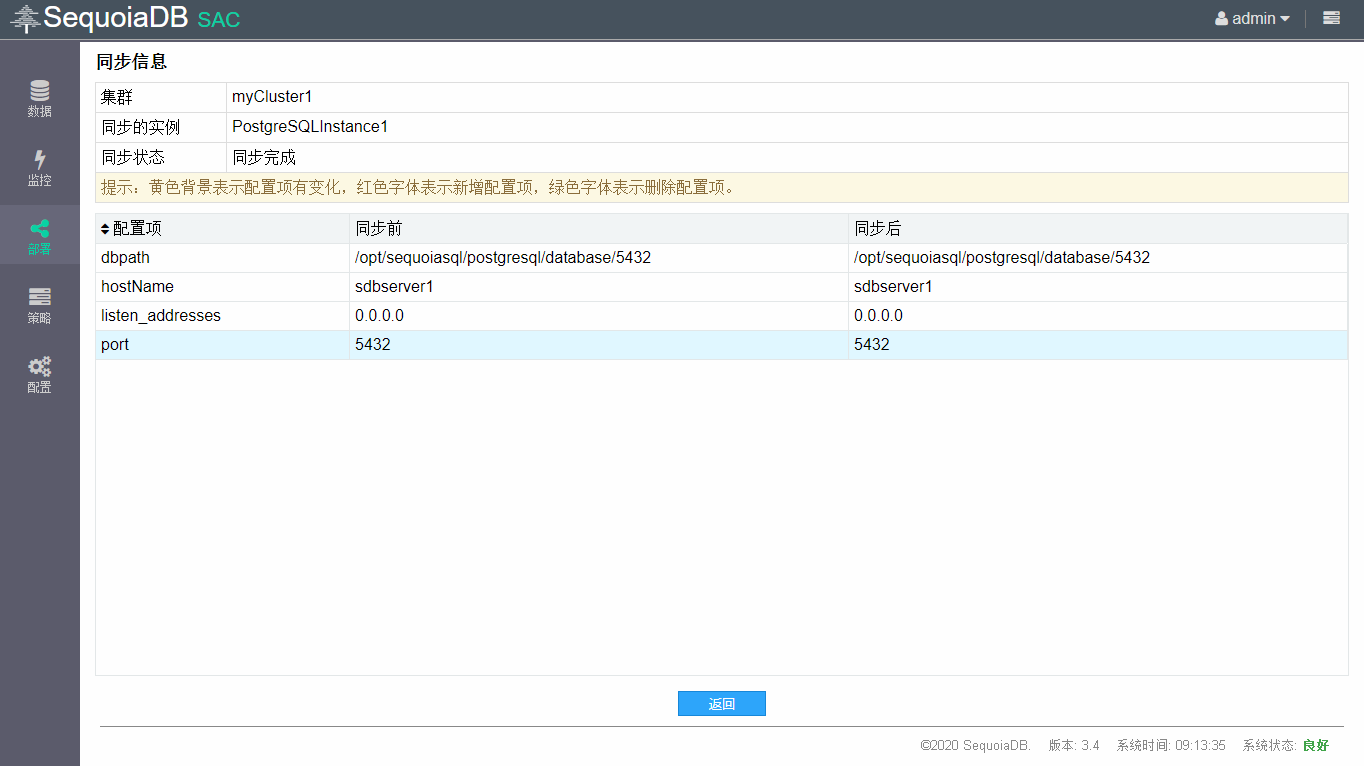 SequoiaDB SAC admin
数据
监控
部署
策略
配置
同步信息
集群 myCluster1
同步的实例 PostgreSQLInstance1
同步状态 同步完成
提示：黄色背景表示配置项有变化，红色字体表示新增配置项，绿色字体表示删除配置项。
配置项 同步前 同步后
dbpath /opt/sequoiasql/postgresql/database/5432 /opt/sequoiasql/postgresql/database/5432
hostName sdbserver1 sdbserver1
listen_addresses 0.0.0.0 0.0.0.0
port 5432 5432
返回
©2020 SequoiaDB. 版本: 3.4 系统时间: 09:13:35 系统状态: 良好